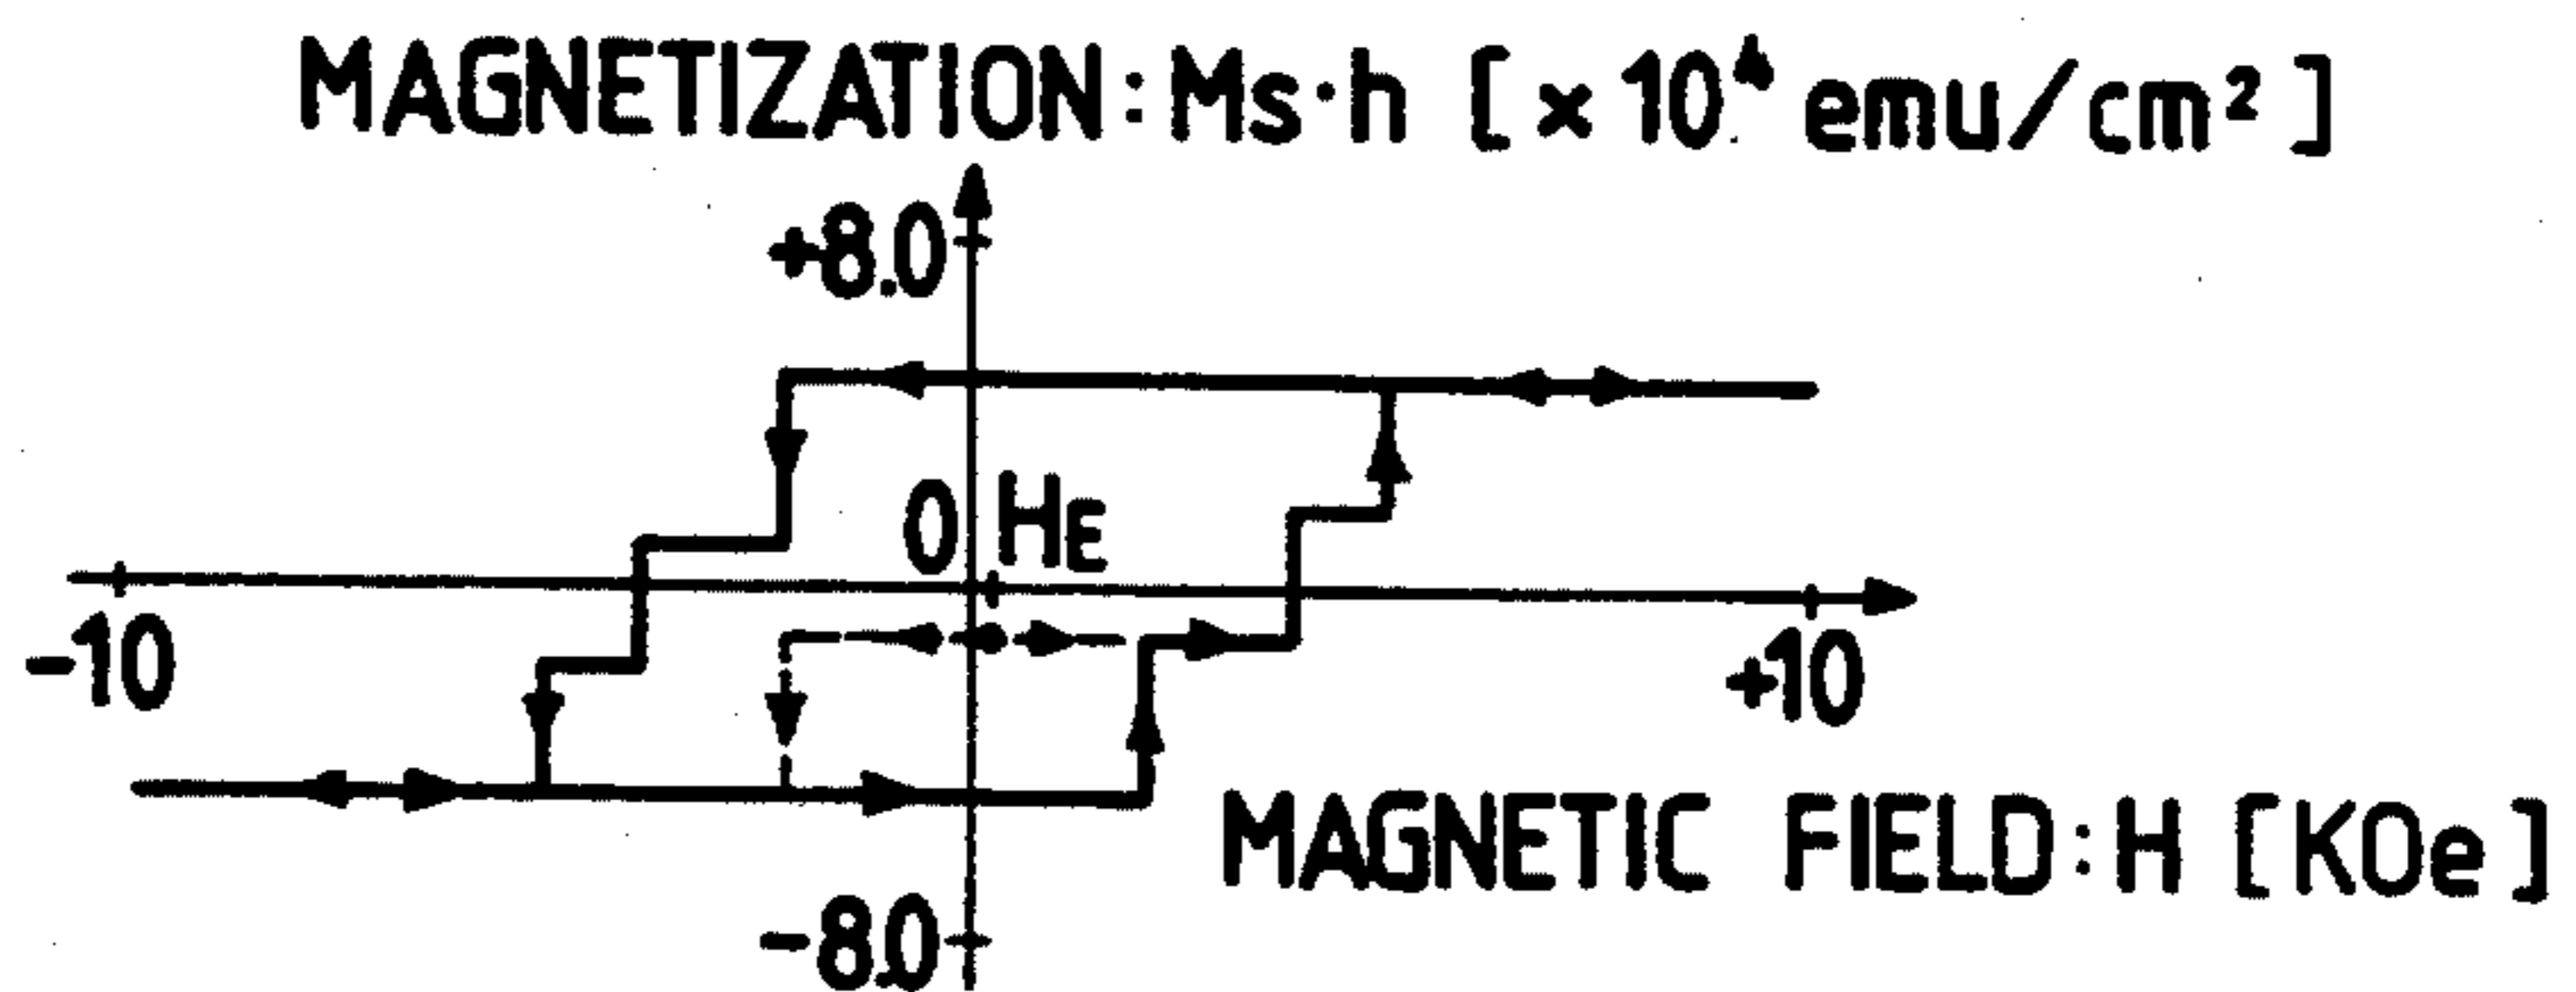 MAGNETIZATION: Ms·h [×10⁴ emu/cm²]
+8.0
0 HE
-10
+10
MAGNETIC FIELD: H [KOe]
-8.0